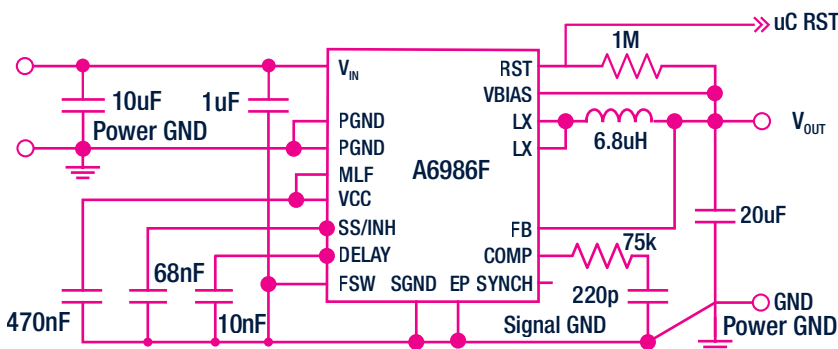 uC RST
1M
V_IN
RST
10uF
1uF
VBIAS
Power GND
PGND
LX
V_OUT
PGND
LX
6.8uH
MLF
A6986F
VCC
20uF
SS/INH
FB
75k
DELAY
COMP
68nF
FSW
SGND
EP
SYNCH
220p
470nF
10nF
Signal GND
GND
Power GND